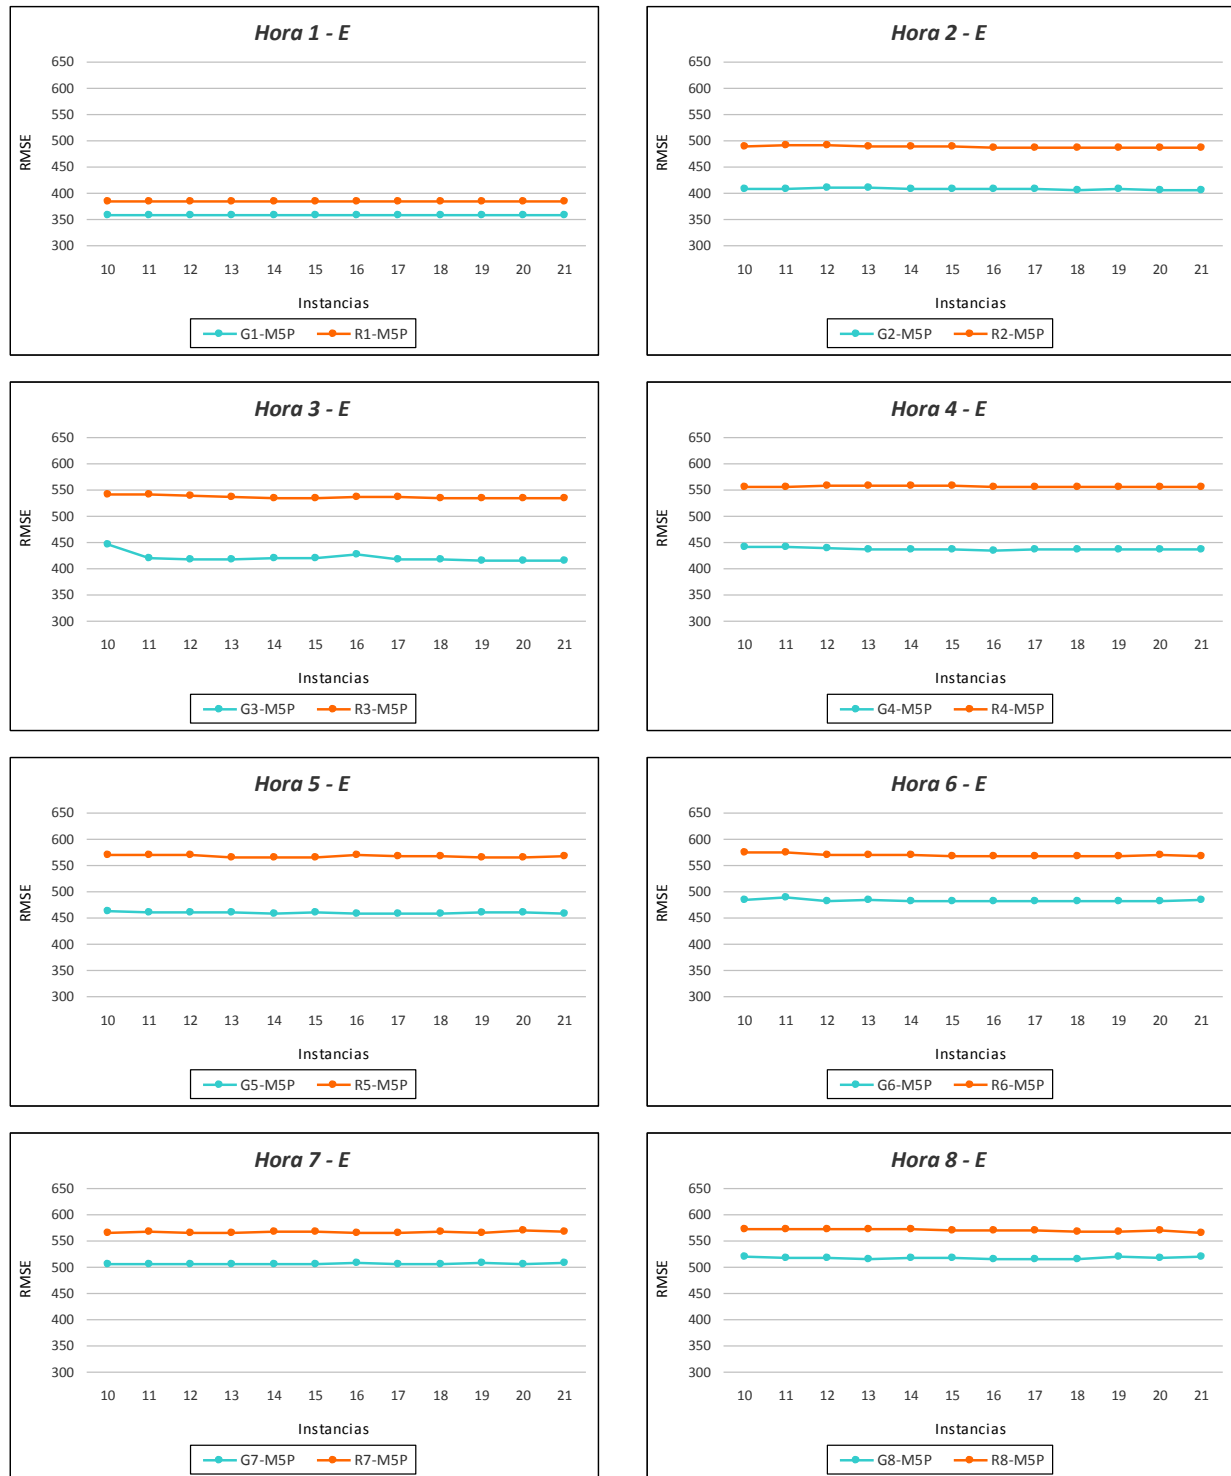 Hora 1 - E
650
600
550
500
450
400
350
300
RMSE
10 11 12 13 14 15 16 17 18 19 20 21
Instancias
G1-M5P R1-M5P
Hora 2 - E
650
600
550
500
450
400
350
300
RMSE
10 11 12 13 14 15 16 17 18 19 20 21
Instancias
G2-M5P R2-M5P
Hora 3 - E
650
600
550
500
450
400
350
300
RMSE
10 11 12 13 14 15 16 17 18 19 20 21
Instancias
G3-M5P R3-M5P
Hora 4 - E
650
600
550
500
450
400
350
300
RMSE
10 11 12 13 14 15 16 17 18 19 20 21
Instancias
G4-M5P R4-M5P
Hora 5 - E
650
600
550
500
450
400
350
300
RMSE
10 11 12 13 14 15 16 17 18 19 20 21
Instancias
G5-M5P R5-M5P
Hora 6 - E
650
600
550
500
450
400
350
300
RMSE
10 11 12 13 14 15 16 17 18 19 20 21
Instancias
G6-M5P R6-M5P
Hora 7 - E
650
600
550
500
450
400
350
300
RMSE
10 11 12 13 14 15 16 17 18 19 20 21
Instancias
G7-M5P R7-M5P
Hora 8 - E
650
600
550
500
450
400
350
300
RMSE
10 11 12 13 14 15 16 17 18 19 20 21
Instancias
G8-M5P R8-M5P